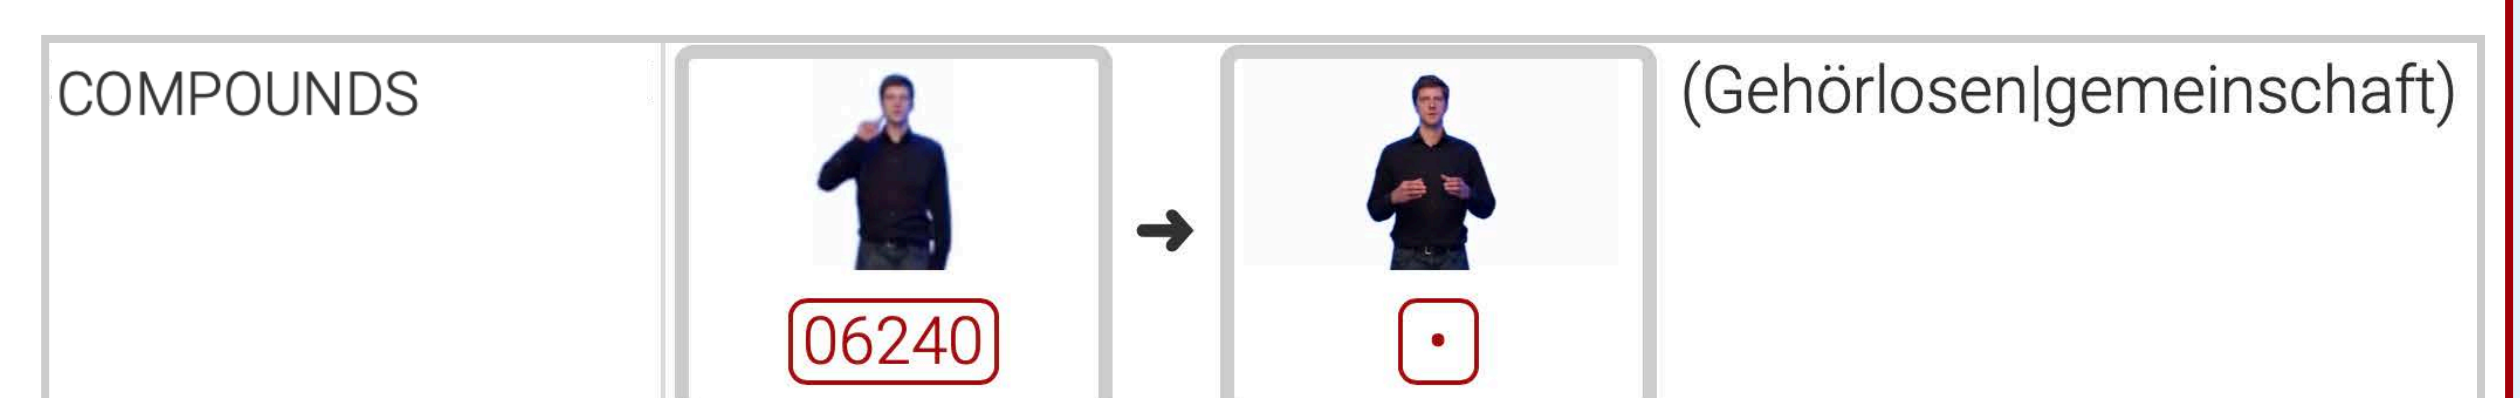 COMPOUNDS
(Gehörlosen|gemeinschaft)
➜
06240
•